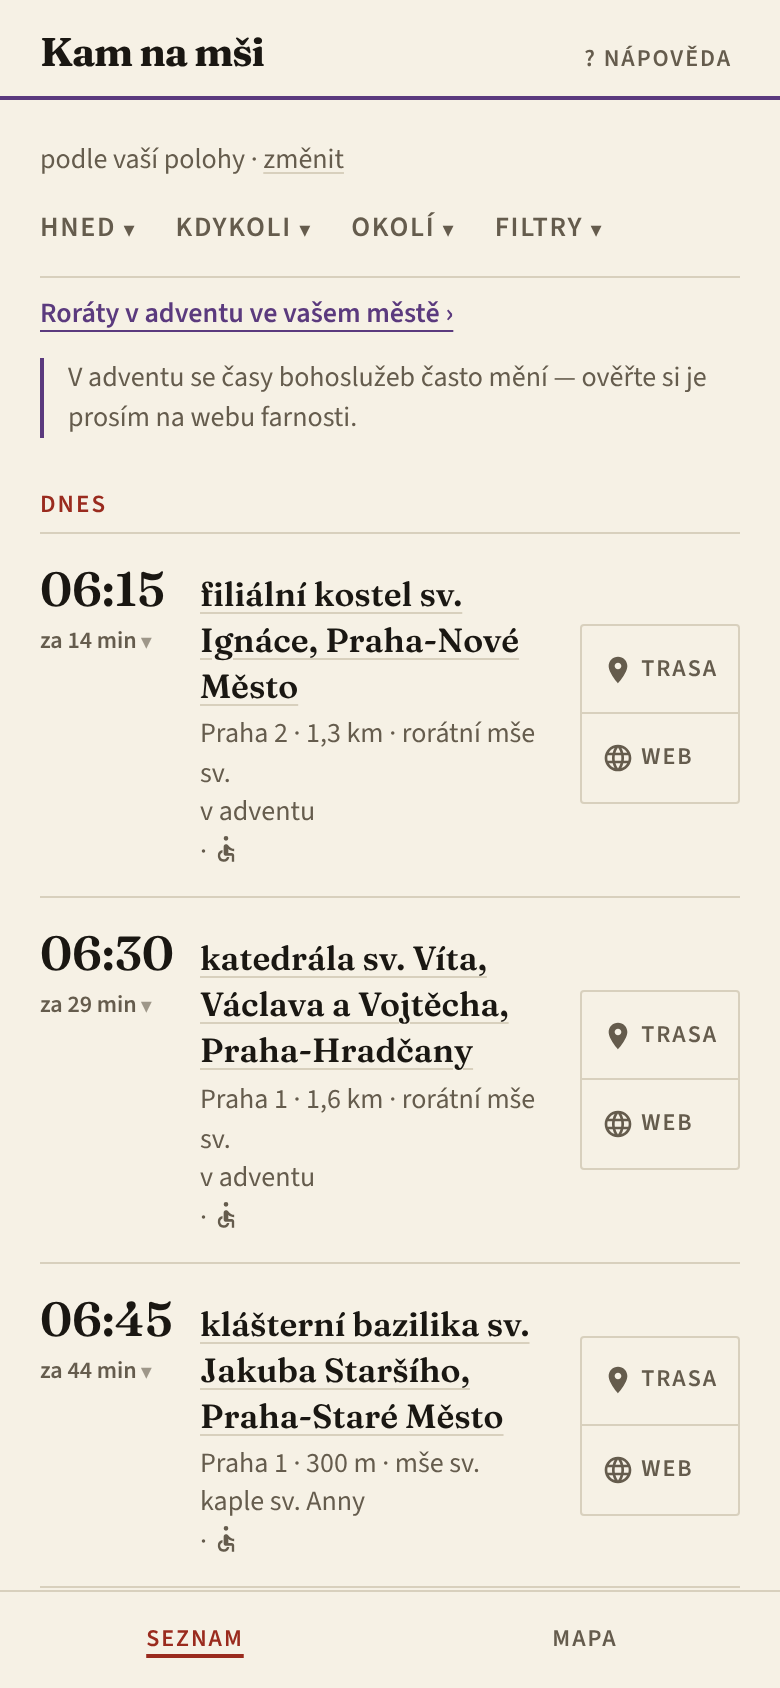 Kam na mši
? NÁPOVĚDA
podle vaší polohy · změnit
HNED ▾ KDYKOLI ▾ OKOLÍ ▾ FILTRY ▾
Roráty v adventu ve vašem městě ›
V adventu se časy bohoslužeb často mění — ověřte si je
prosím na webu farnosti.
DNES
06:15
za 14 min ▾
filiální kostel sv.
Ignáce, Praha-Nové
Město
Praha 2 · 1,3 km · rorátní mše
sv.
v adventu
·
TRASA
WEB
06:30
za 29 min ▾
katedrála sv. Víta,
Václava a Vojtěcha,
Praha-Hradčany
Praha 1 · 1,6 km · rorátní mše
sv.
v adventu
·
TRASA
WEB
06:45
za 44 min ▾
klášterní bazilika sv.
Jakuba Staršího,
Praha-Staré Město
Praha 1 · 300 m · mše sv.
kaple sv. Anny
·
TRASA
WEB
SEZNAM
MAPA